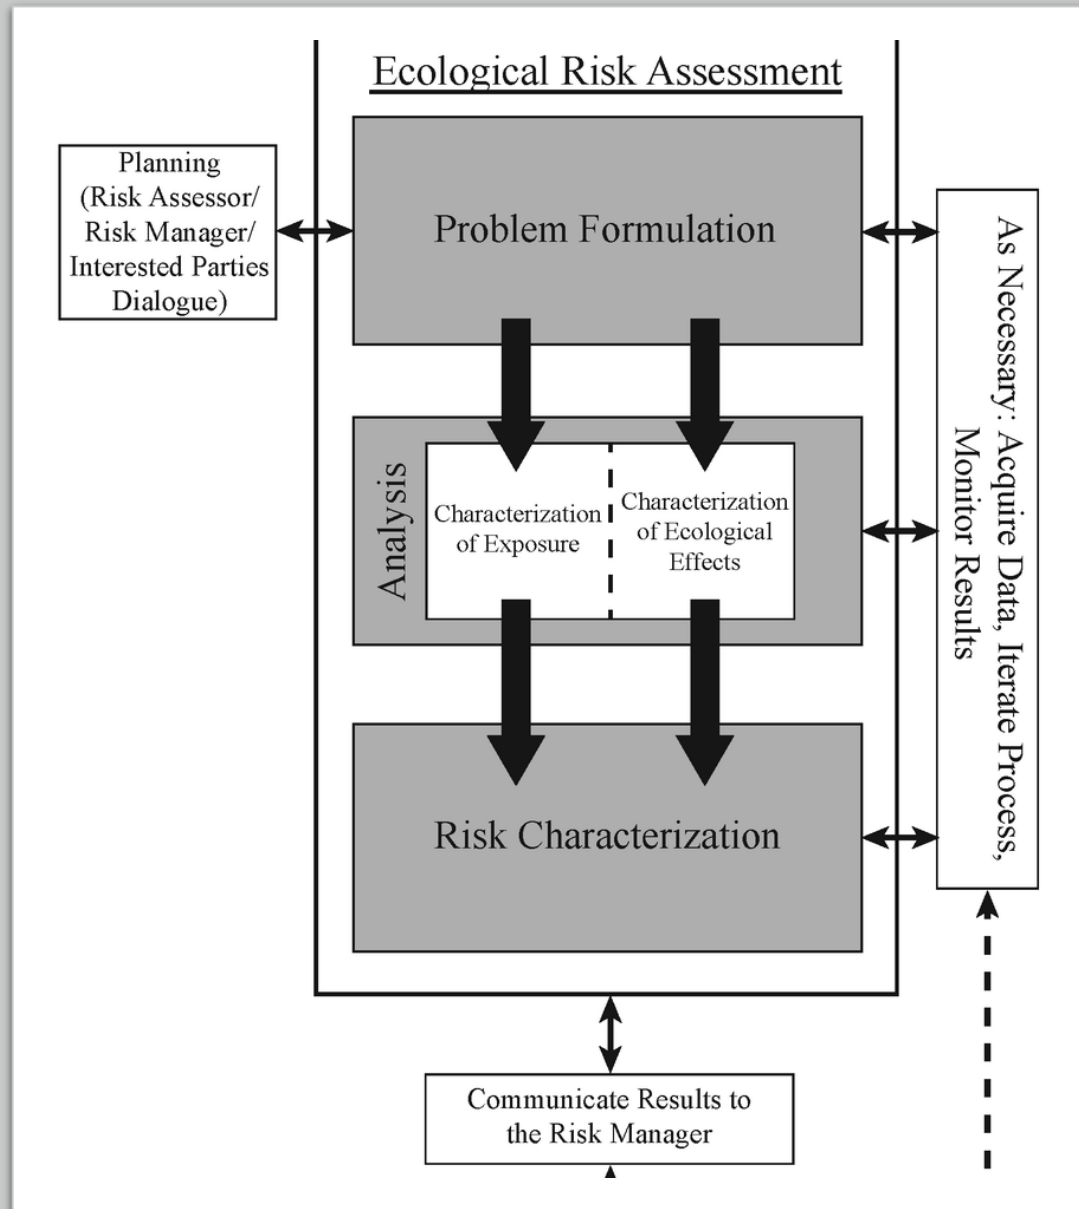 Ecological Risk Assessment
Planning
(Risk Assessor/
Risk Manager/
Interested Parties
Dialogue)
Problem Formulation
As Necessary: Acquire Data, Iterate Process,
Monitor Results
Analysis
Characterization
of Exposure
Characterization
of Ecological
Effects
Risk Characterization
Communicate Results to
the Risk Manager